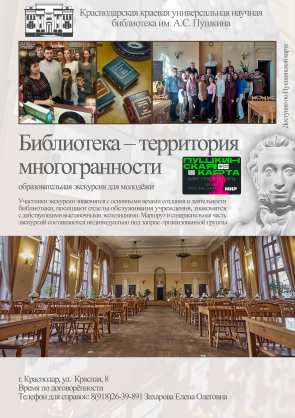 Краснодарская краевая универсальная научная
библиотека им. А.С. Пушкина
Доступно по Пушкинской карте
Библиотека – территория
многогранности
образовательная экскурсия для молодёжи
ПУШКИН
СКАЯ
КАРТА
МИР
Участники экскурсии знакомятся с основными вехами создания и деятельности
библиотеки, посещают отделы обслуживания учреждения, знакомятся
с действующими выставочными экспозициями. Маршрут и содержательная часть
экскурсий составляются индивидуально под запрос организованной группы
г. Краснодар, ул. Красная, 8
Время по договорённости
Телефон для справок: 8(918)26-39-891 Захарова Елена Олеговна